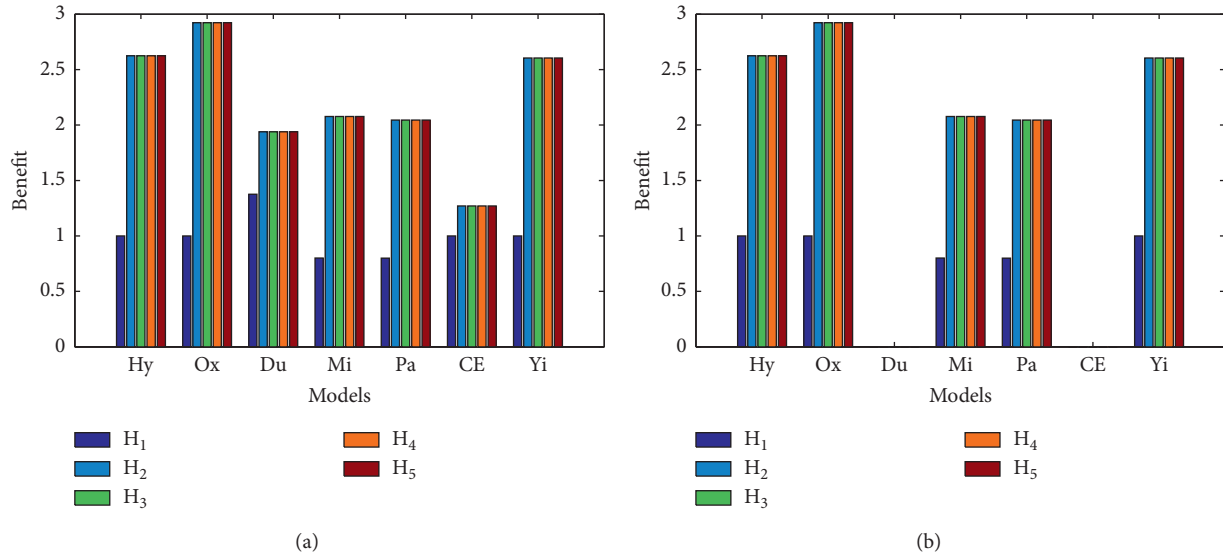 3
2.5
2
1.5
1
0.5
0
Benefit
Hy Ox Du Mi Pa CE Yi
Models
H1 H4
H2 H5
H3
(a)
3
2.5
2
1.5
1
0.5
0
Benefit
Hy Ox Du Mi Pa CE Yi
Models
H1 H4
H2 H5
H3
(b)